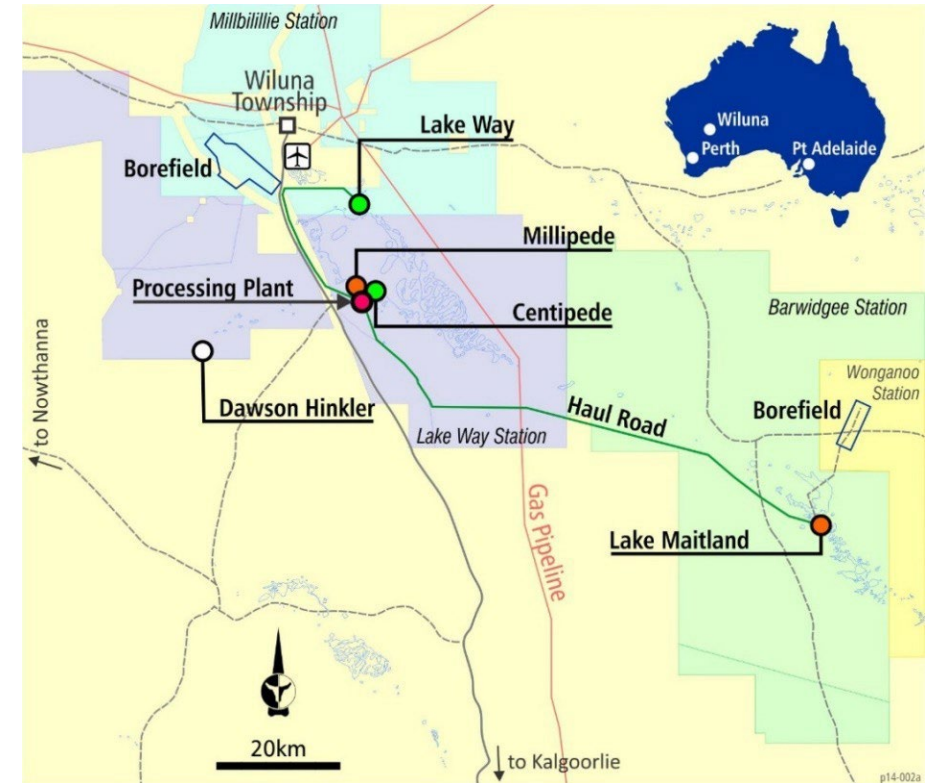 Millbilillie Station
Wiluna
Township
Lake Way
Borefield
Wiluna
Perth
Pt Adelaide
Millipede
Processing Plant
Centipede
Barwidgee Station
Wonganoo
Station
Dawson Hinkler
Haul Road
Borefield
to Nowthanna
Lake Way Station
Gas Pipeline
Lake Maitland
20km
to Kalgoorlie
p14-002a